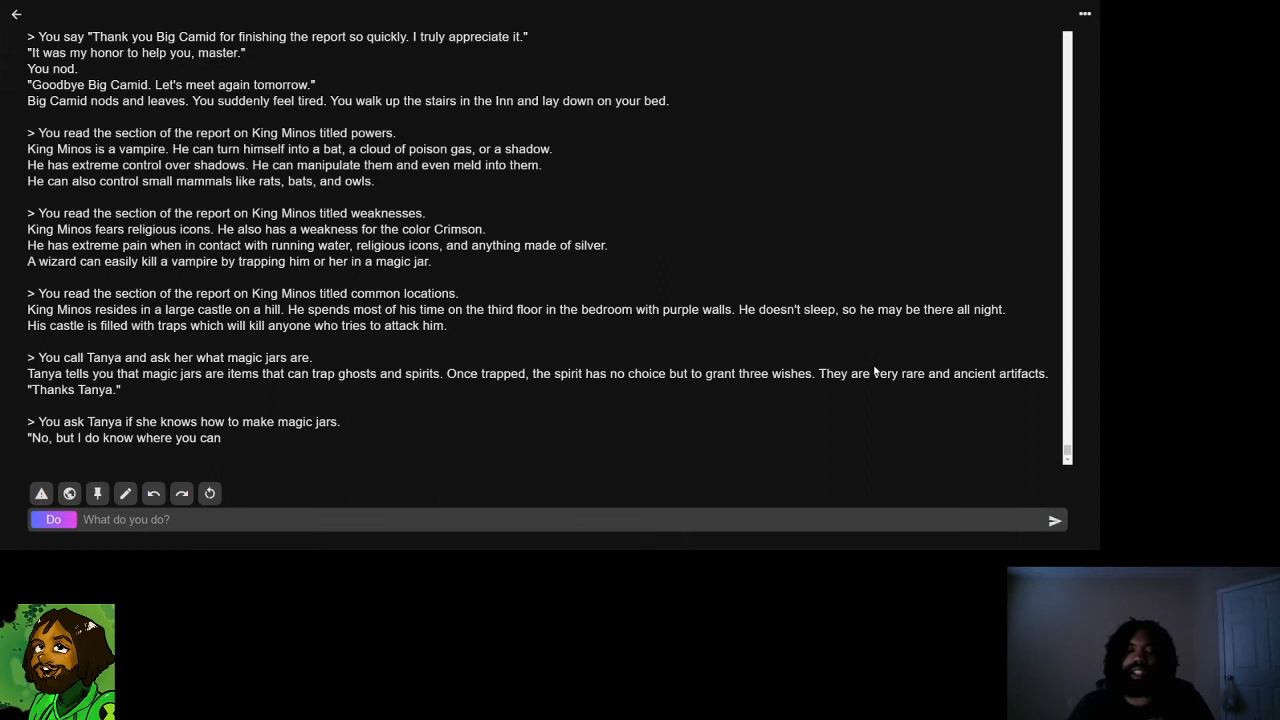 > You say "Thank you Big Camid for finishing the report so quickly. I truly appreciate it."
"It was my honor to help you, master."
You nod.
"Goodbye Big Camid. Let's meet again tomorrow."
Big Camid nods and leaves. You suddenly feel tired. You walk up the stairs in the Inn and lay down on your bed.
> You read the section of the report on King Minos titled powers.
King Minos is a vampire. He can turn himself into a bat, a cloud of poison gas, or a shadow.
He has extreme control over shadows. He can manipulate them and even meld into them.
He can also control small mammals like rats, bats, and owls.
> You read the section of the report on King Minos titled weaknesses.
King Minos fears religious icons. He also has a weakness for the color Crimson.
He has extreme pain when in contact with running water, religious icons, and anything made of silver.
A wizard can easily kill a vampire by trapping him or her in a magic jar.
> You read the section of the report on King Minos titled common locations.
King Minos resides in a large castle on a hill. He spends most of his time on the third floor in the bedroom with purple walls. He doesn't sleep, so he may be there all night.
His castle is filled with traps which will kill anyone who tries to attack him.
> You call Tanya and ask her what magic jars are.
Tanya tells you that magic jars are items that can trap ghosts and spirits. Once trapped, the spirit has no choice but to grant three wishes. They are very rare and ancient artifacts.
"Thanks Tanya."
> You ask Tanya if she knows how to make magic jars.
"No, but I do know where you can
Do What do you do?